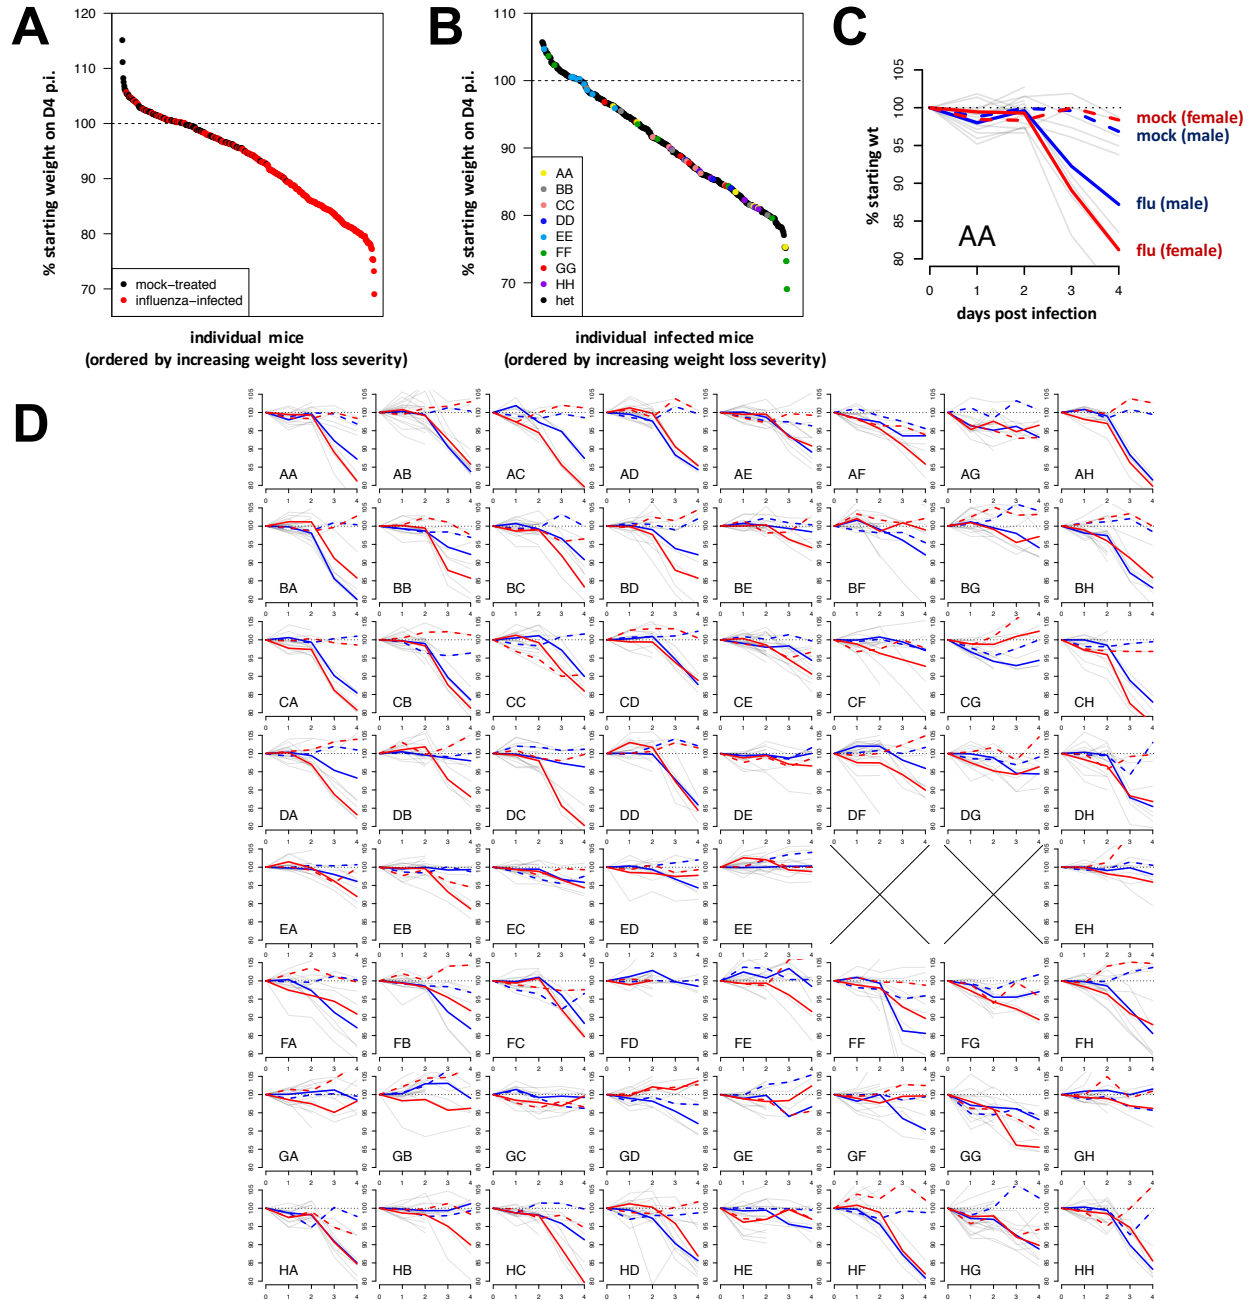 A
120
110
100
90
80
70
% starting weight on D4 p.i.
mock−treated
influenza−infected
individual mice
(ordered by increasing weight loss severity)
B
110
100
90
80
70
% starting weight on D4 p.i.
AA
BB
CC
DD
EE
FF
GG
HH
het
individual infected mice
(ordered by increasing weight loss severity)
C
105
100
95
90
85
80
% starting wt
AA
0 1 2 3 4
days post infection
mock (female)
mock (male)
flu (male)
flu (female)
D
AA AB AC AD AE AF AG AH
BA BB BC BD BE BF BG BH
CA CB CC CD CE CF CG CH
DA DB DC DD DE DF DG DH
EA EB EC ED EE EH
FA FB FC FD FE FF FG FH
GA GB GC GD GE GF GG GH
HA HB HC HD HE HF HG HH